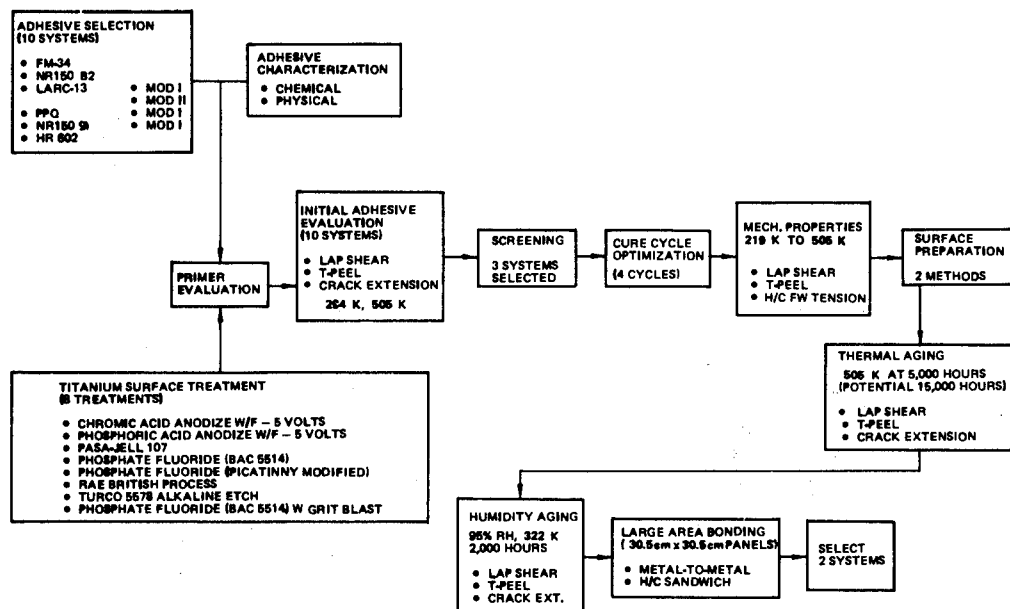 ADHESIVE SELECTION
(10 SYSTEMS)
• FM-34
• NR150 B2
• LARC-13 • MOD I
• MOD II
• PPQ • MOD I
• NR150 91 • MOD I
• HR 602
ADHESIVE
CHARACTERIZATION
• CHEMICAL
• PHYSICAL
PRIMER
EVALUATION
TITANIUM SURFACE TREATMENT
(8 TREATMENTS)
• CHROMIC ACID ANODIZE W/F – 5 VOLTS
• PHOSPHORIC ACID ANODIZE W/F – 5 VOLTS
• PASA-JELL 107
• PHOSPHATE FLUORIDE (BAC 5514)
• PHOSPHATE FLUORIDE (PICATINNY MODIFIED)
• RAE BRITISH PROCESS
• TURCO 5578 ALKALINE ETCH
• PHOSPHATE FLUORIDE (BAC 5514) W GRIT BLAST
INITIAL ADHESIVE
EVALUATION
(10 SYSTEMS)
• LAP SHEAR
• T-PEEL
• CRACK EXTENSION
264 K, 505 K
SCREENING
3 SYSTEMS
SELECTED
CURE CYCLE
OPTIMIZATION
(4 CYCLES)
MECH. PROPERTIES
219 K TO 505 K
• LAP SHEAR
• T-PEEL
• H/C FW TENSION
SURFACE
PREPARATION
2 METHODS
THERMAL AGING
505 K AT 5,000 HOURS
(POTENTIAL 15,000 HOURS)
• LAP SHEAR
• T-PEEL
• CRACK EXTENSION
HUMIDITY AGING
95% RH, 322 K
2,000 HOURS
• LAP SHEAR
• T-PEEL
• CRACK EXT.
LARGE AREA BONDING
(30.5cm x 30.5cm PANELS)
• METAL-TO-METAL
• H/C SANDWICH
SELECT
2 SYSTEMS